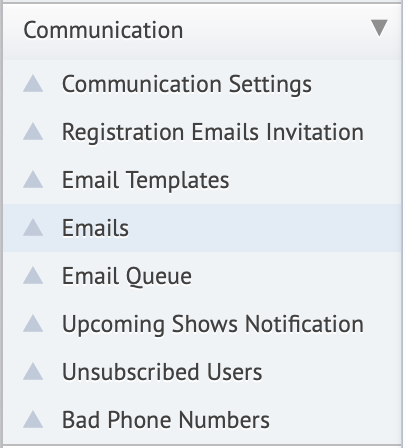 Communication
Communication Settings
Registration Emails Invitation
Email Templates
Emails
Email Queue
Upcoming Shows Notification
Unsubscribed Users
Bad Phone Numbers